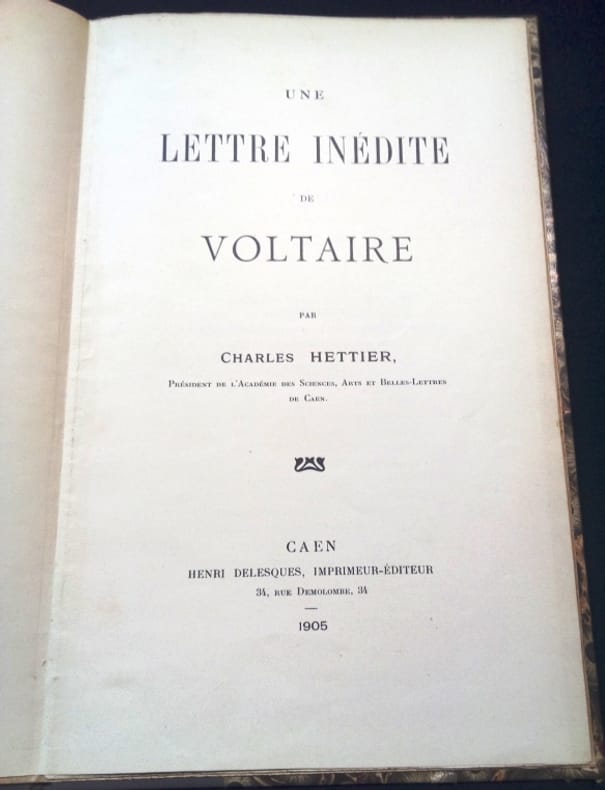 UNE
LETTRE INÉDITE
DE
VOLTAIRE
PAR
CHARLES HETTIER,
PRÉSIDENT DE L'ACADÉMIE DES SCIENCES, ARTS ET BELLES-LETTRES
DE CAEN.
CAEN
HENRI DELESQUES, IMPRIMEUR-ÉDITEUR
34, RUE DEMOLOMBE, 34
1905